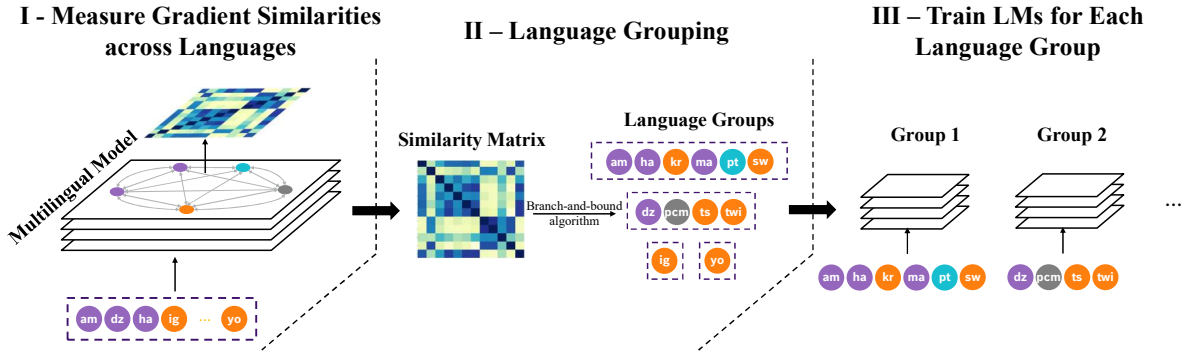 I - Measure Gradient Similarities
across Languages
Multilingual Model
am dz ha ig ... yo
II – Language Grouping
Similarity Matrix
Branch-and-bound
algorithm
Language Groups
am ha kr ma pt sw
dz pcm ts twi
ig yo
III – Train LMs for Each
Language Group
Group 1 Group 2
...
am ha kr ma pt sw dz pcm ts twi